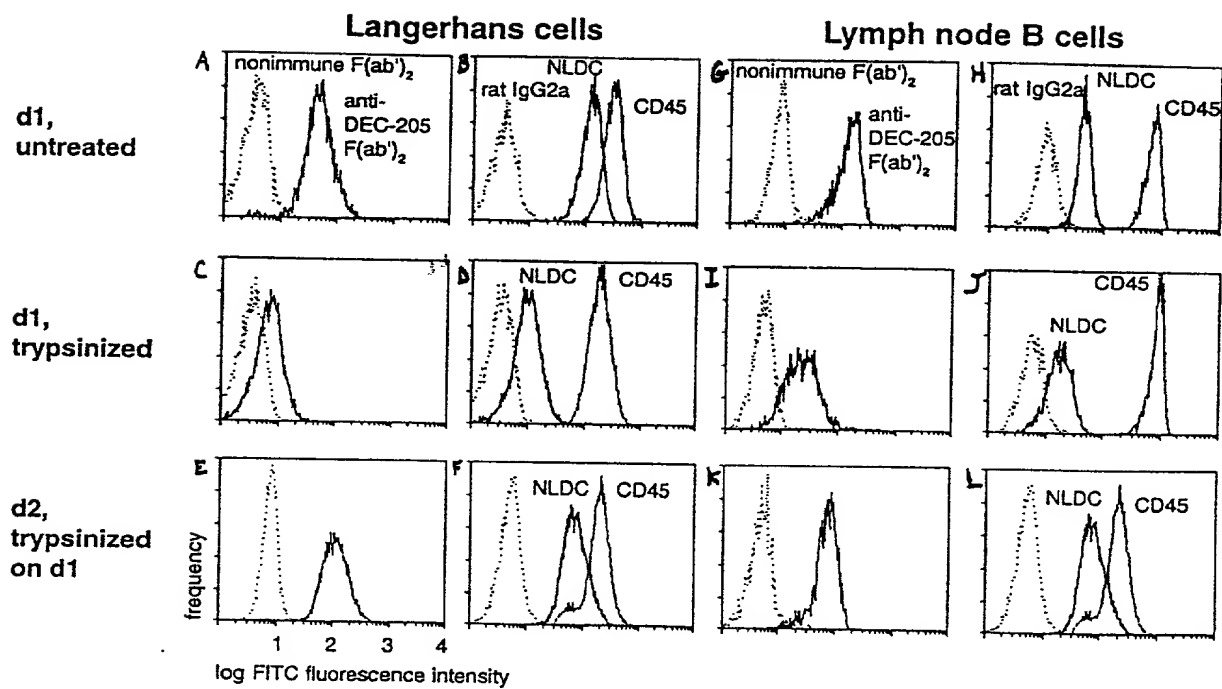 Langerhans cells
Lymph node B cells
d1,
untreated
A
nonimmune F(ab')2
anti-
DEC-205
F(ab')2
B
NLDC
rat IgG2a
CD45
G
nonimmune F(ab')2
anti-
DEC-205
F(ab')2
H
rat IgG2a
NLDC
CD45
d1,
trypsinized
C
D
NLDC
CD45
I
J
CD45
NLDC
d2,
trypsinized
on d1
E
frequency
F
NLDC
CD45
K
L
NLDC
CD45
1 2 3 4
log FITC fluorescence intensity